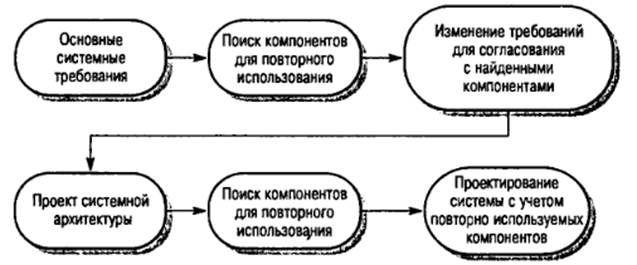 Основные
системные
требования
Поиск компонентов
для повторного
использования
Изменение требований
для согласования
с найденными
компонентами
Проект системной
архитектуры
Поиск компонентов
для повторного
использования
Проектирование
системы с учетом
повторно используемых
компонентов